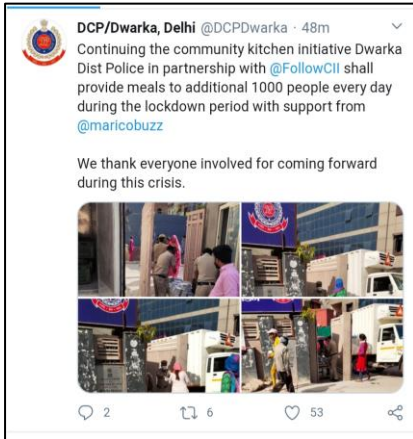 DCP/Dwarka, Delhi @DCPDwarka · 48m
Continuing the community kitchen initiative Dwarka
Dist Police in partnership with @FollowCII shall
provide meals to additional 1000 people every day
during the lockdown period with support from
@maricobuzz
We thank everyone involved for coming forward
during this crisis.
2 6 53